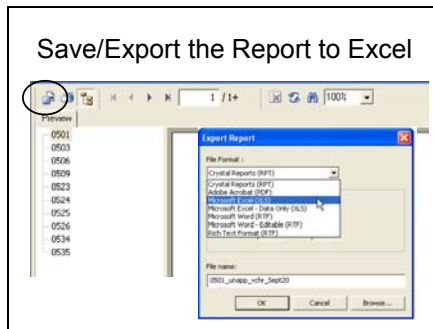 Save/Export the Report to Excel
1 / 1+ 100%
Preview
0501
0503
0506
0509
0523
0524
0525
0526
0534
0535
Export Report
File Format :
Crystal Reports (RPT)
Crystal Reports (RPT)
Adobe Acrobat (PDF)
Microsoft Excel (XLS)
Microsoft Excel - Data Only (XLS)
Microsoft Word (RTF)
Microsoft Word - Editable (RTF)
Rich Text Format (RTF)
File name:
0501_unapp_vchr_Sept20
OK Cancel Browse...